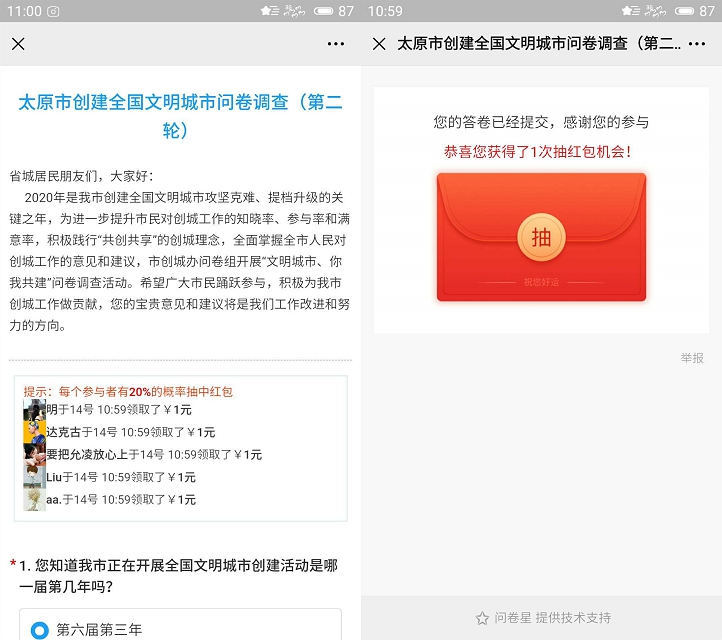 11:00
87
太原市创建全国文明城市问卷调查（第二
轮）
省城居民朋友们，大家好：
2020年是我市创建全国文明城市攻坚克难、提档升级的关
键之年，为进一步提升市民对创城工作的知晓率、参与率和满
意率，积极践行“共创共享”的创城理念，全面掌握全市人民对
创城工作的意见和建议，市创城办问卷组开展“文明城市、你
我共建”问卷调查活动。希望广大市民踊跃参与，积极为我市
创城工作做贡献，您的宝贵意见和建议将是我们工作改进和努
力的方向。
提示：每个参与者有20%的概率抽中红包
明于14号 10:59领取了￥1元
达克古于14号 10:59领取了￥1元
要把允凌放心上于14号 10:59领取了￥1元
Liu于14号 10:59领取了￥1元
aa.于14号 10:59领取了￥1元
*1. 您知道我市正在开展全国文明城市创建活动是哪
一届第几年吗？
第六届第三年
10:59
87
太原市创建全国文明城市问卷调查（第二..
您的答卷已经提交，感谢您的参与
恭喜您获得了1次抽红包机会！
抽
祝您好运
举报
问卷星 提供技术支持